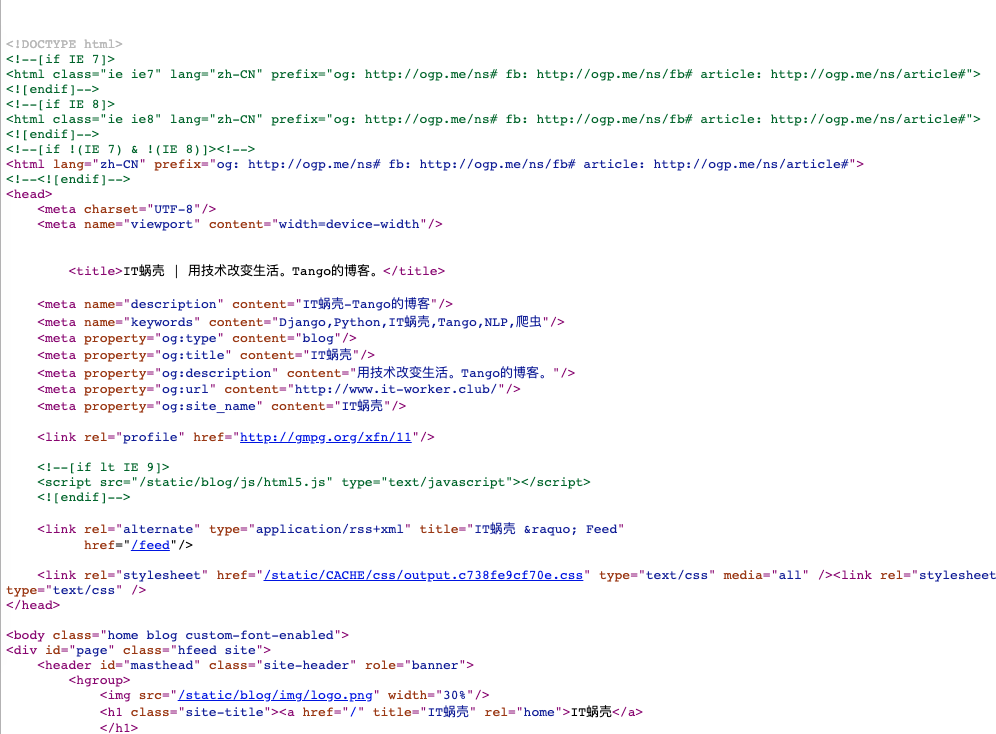 <!DOCTYPE html>
<!--[if IE 7]>
<html class="ie ie7" lang="zh-CN" prefix="og: http://ogp.me/ns# fb: http://ogp.me/ns/fb# article: http://ogp.me/ns/article#">
<![endif]-->
<!--[if IE 8]>
<html class="ie ie8" lang="zh-CN" prefix="og: http://ogp.me/ns# fb: http://ogp.me/ns/fb# article: http://ogp.me/ns/article#">
<![endif]-->
<!--[if !(IE 7) & !(IE 8)]><!-->
<html lang="zh-CN" prefix="og: http://ogp.me/ns# fb: http://ogp.me/ns/fb# article: http://ogp.me/ns/article#">
<!--<![endif]-->
<head>
    <meta charset="UTF-8"/>
    <meta name="viewport" content="width=device-width"/>
        <title>IT蜗壳 | 用技术改变生活。Tango的博客。</title>
    <meta name="description" content="IT蜗壳-Tango的博客"/>
    <meta name="keywords" content="Django,Python,IT蜗壳,Tango,NLP,爬虫"/>
    <meta property="og:type" content="blog"/>
    <meta property="og:title" content="IT蜗壳"/>
    <meta property="og:description" content="用技术改变生活。Tango的博客。"/>
    <meta property="og:url" content="http://www.it-worker.club/"/>
    <meta property="og:site_name" content="IT蜗壳"/>
    <link rel="profile" href="http://gmpg.org/xfn/11"/>
    <!--[if lt IE 9]>
    <script src="/static/blog/js/html5.js" type="text/javascript"></script>
    <![endif]-->
    <link rel="alternate" type="application/rss+xml" title="IT蜗壳 &raquo; Feed"
          href="/feed"/>
    <link rel="stylesheet" href="/static/CACHE/css/output.c738fe9cf70e.css" type="text/css" media="all" /><link rel="stylesheet
type="text/css" />
</head>
<body class="home blog custom-font-enabled">
<div id="page" class="hfeed site">
    <header id="masthead" class="site-header" role="banner">
        <hgroup>
            <img src="/static/blog/img/logo.png" width="30%"/>
            <h1 class="site-title"><a href="/" title="IT蜗壳" rel="home">IT蜗壳</a>
            </h1>